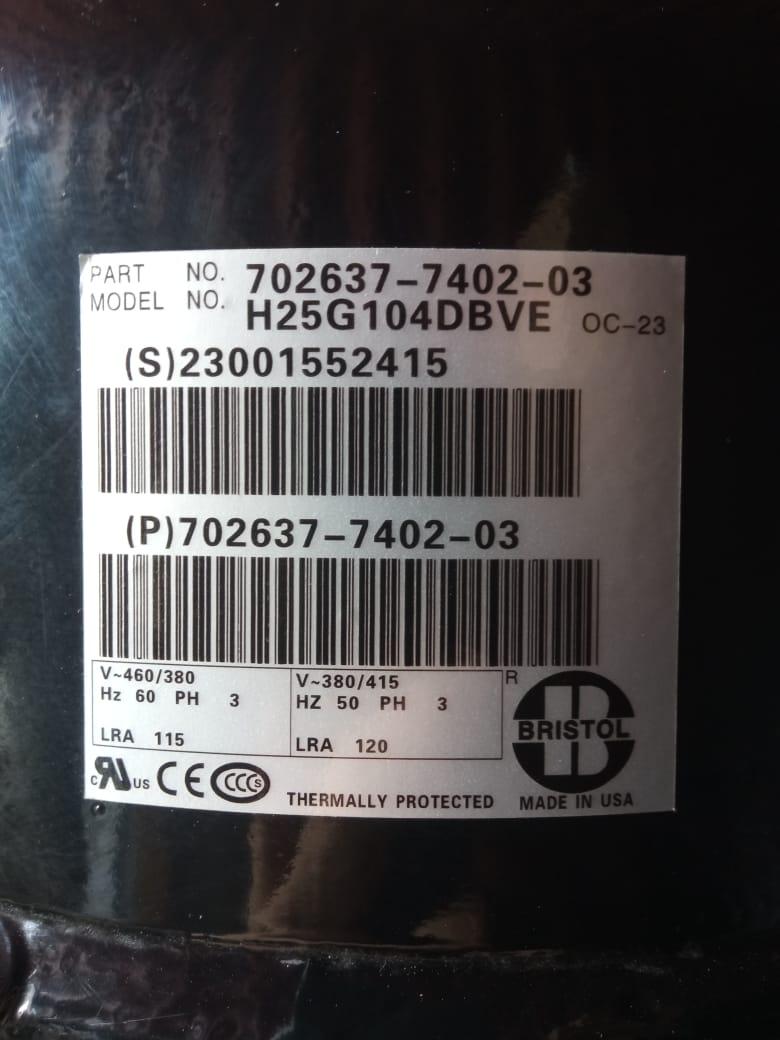 PART NO. 702637-7402-03
MODEL NO. H25G104DBVE OC-23
(S)23001552415
(P)702637-7402-03
V~460/380
Hz 60 PH 3
LRA 115
V~380/415
HZ 50 PH 3
LRA 120
R
BRISTOL
c RU US CE CCC S
THERMALLY PROTECTED
MADE IN USA